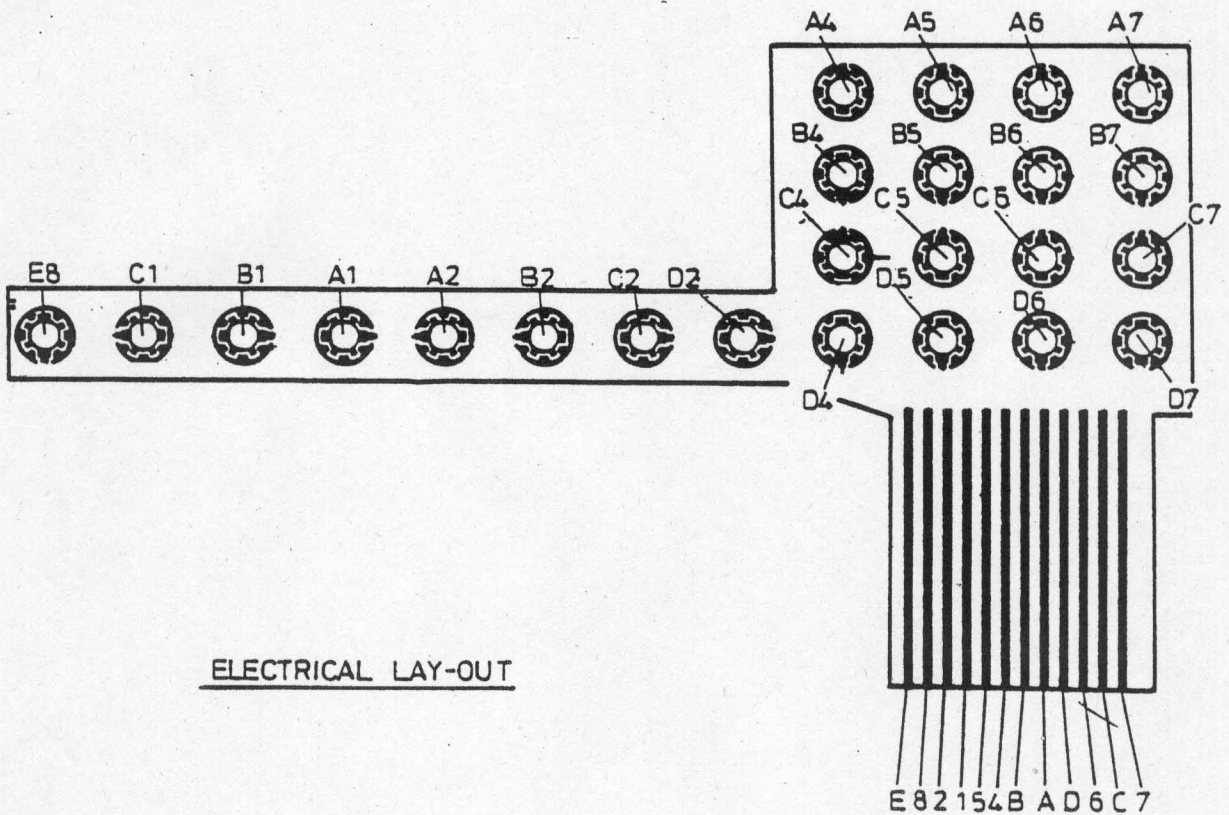 A4 A5 A6 A7
B4 B5 B6 B7
C4 C5 C6 C7
E8 C1 B1 A1 A2 B2 C2 D2 D5 D6
D4 D7
ELECTRICAL LAY-OUT
E 8 2 1 5 4 B A D 6 C 7